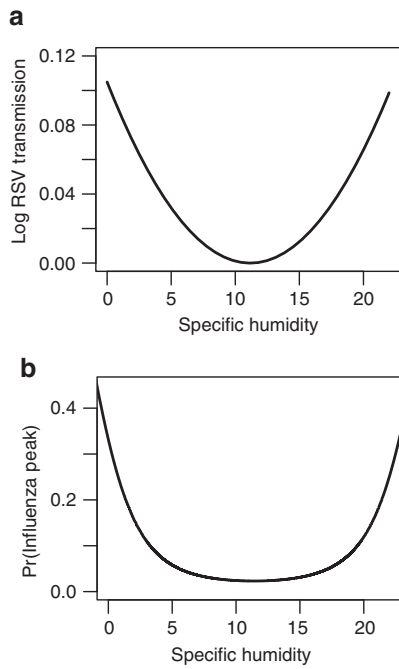 a
Log RSV transmission
0.12
0.08
0.04
0.00
0 5 10 15 20
Specific humidity
b
Pr(Influenza peak)
0.4
0.2
0.0
0 5 10 15 20
Specific humidity